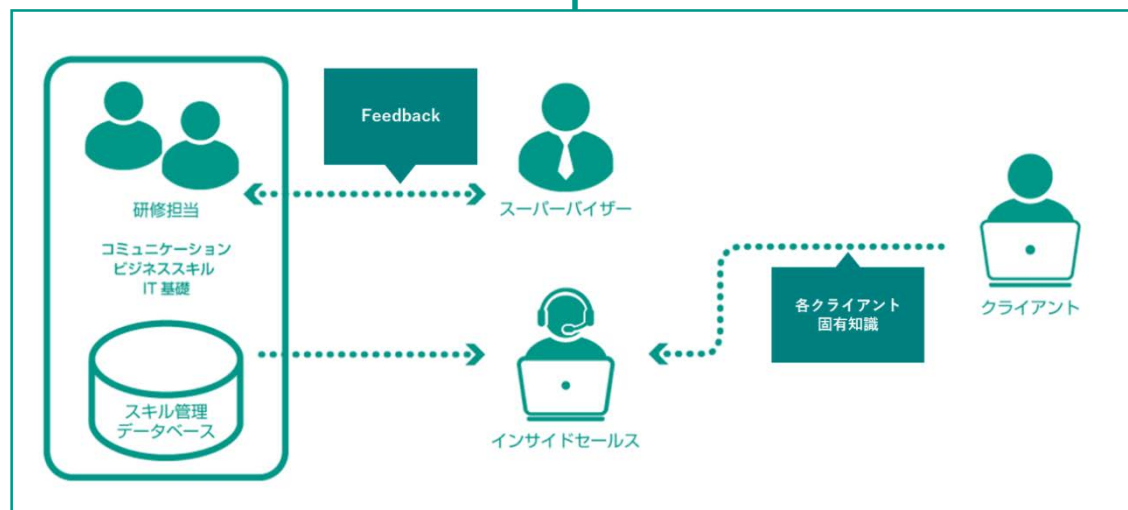 Feedback
研修担当
スーパーバイザー
コミュニケーション
ビジネススキル
IT 基礎
各クライアント
固有知識
クライアント
スキル管理
データベース
インサイドセールス